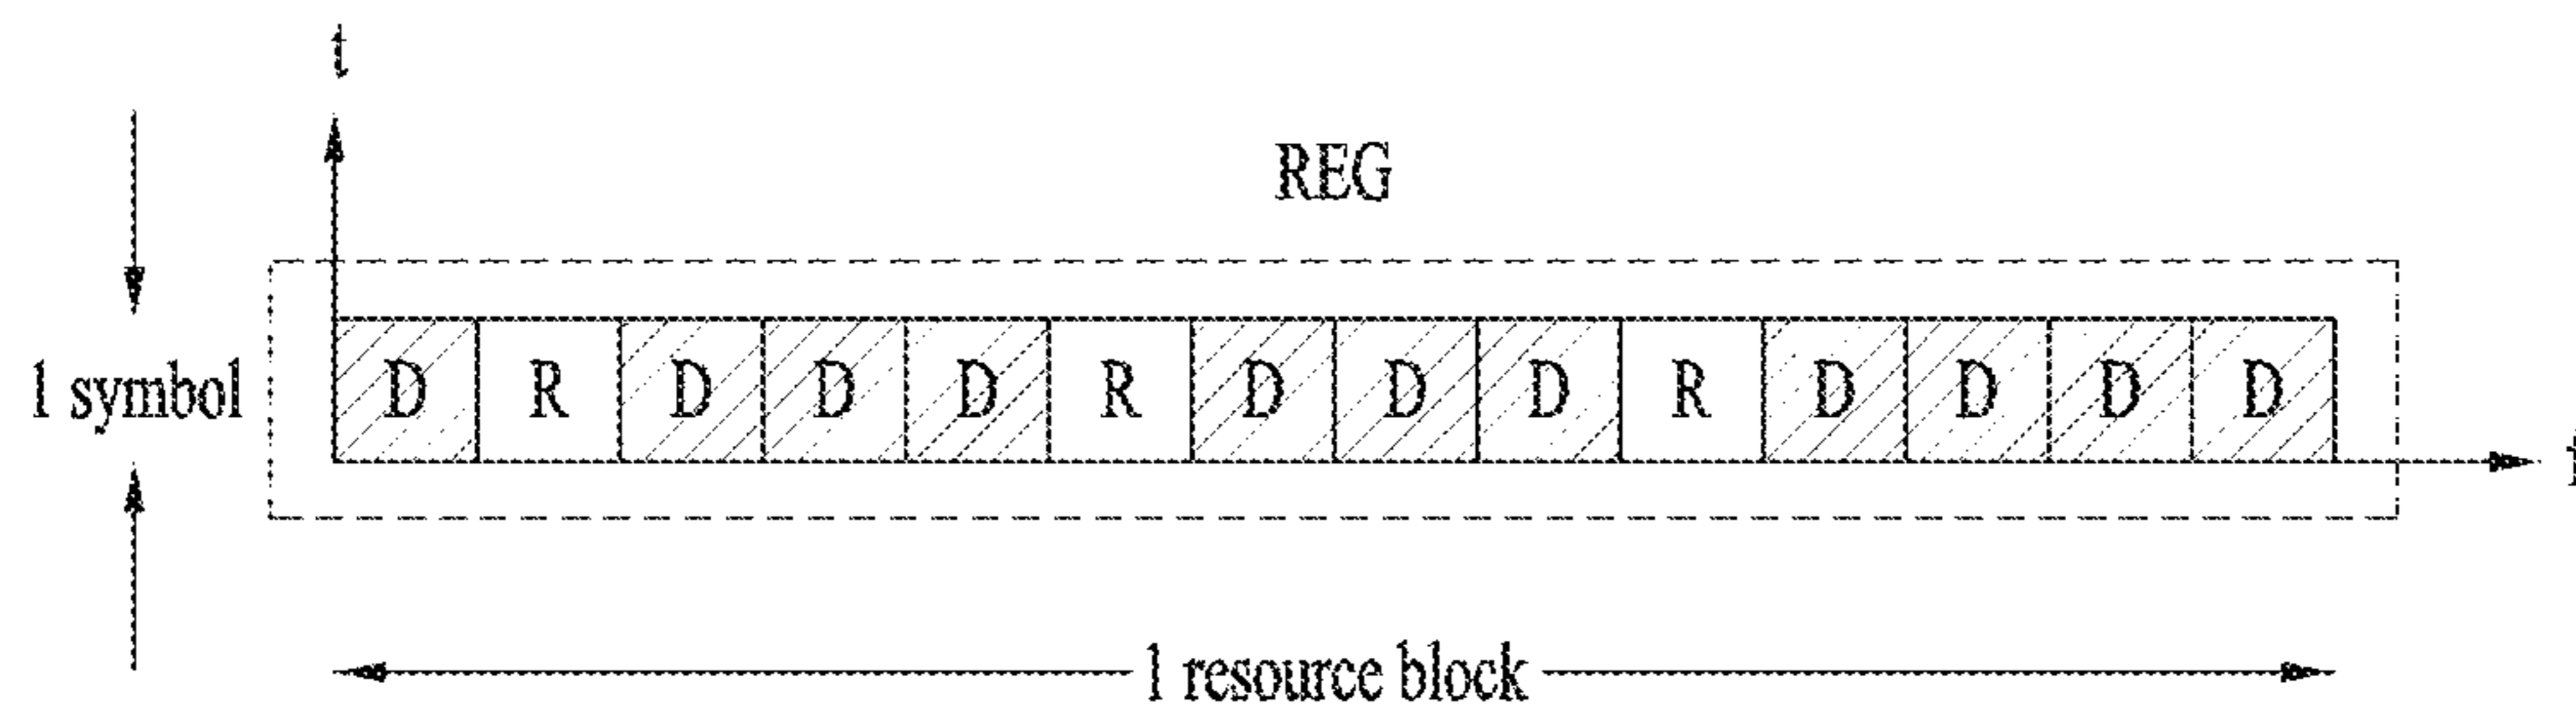 t
REG
1 symbol
D R D D D R D D D R D D D D
f
1 resource block